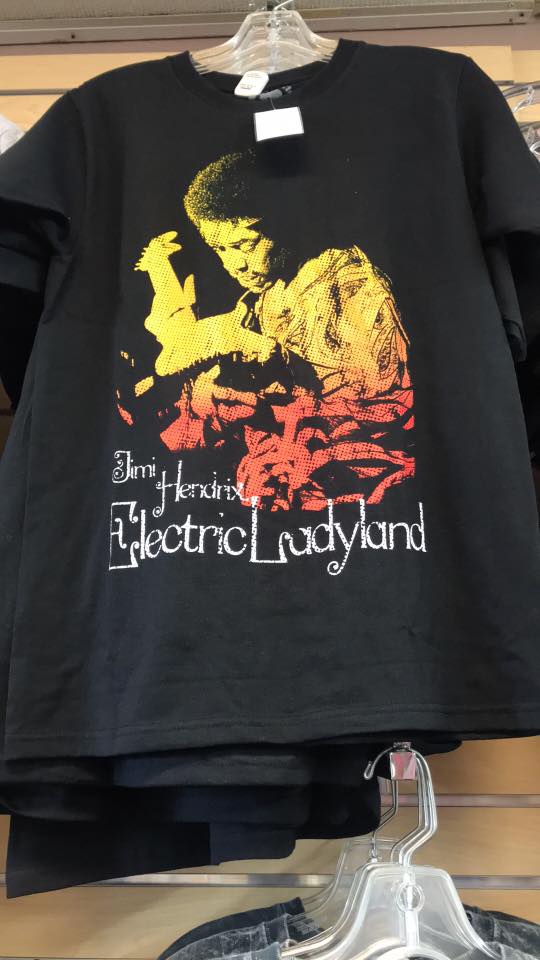 Jimi
Hendrix
Electric Ladyland